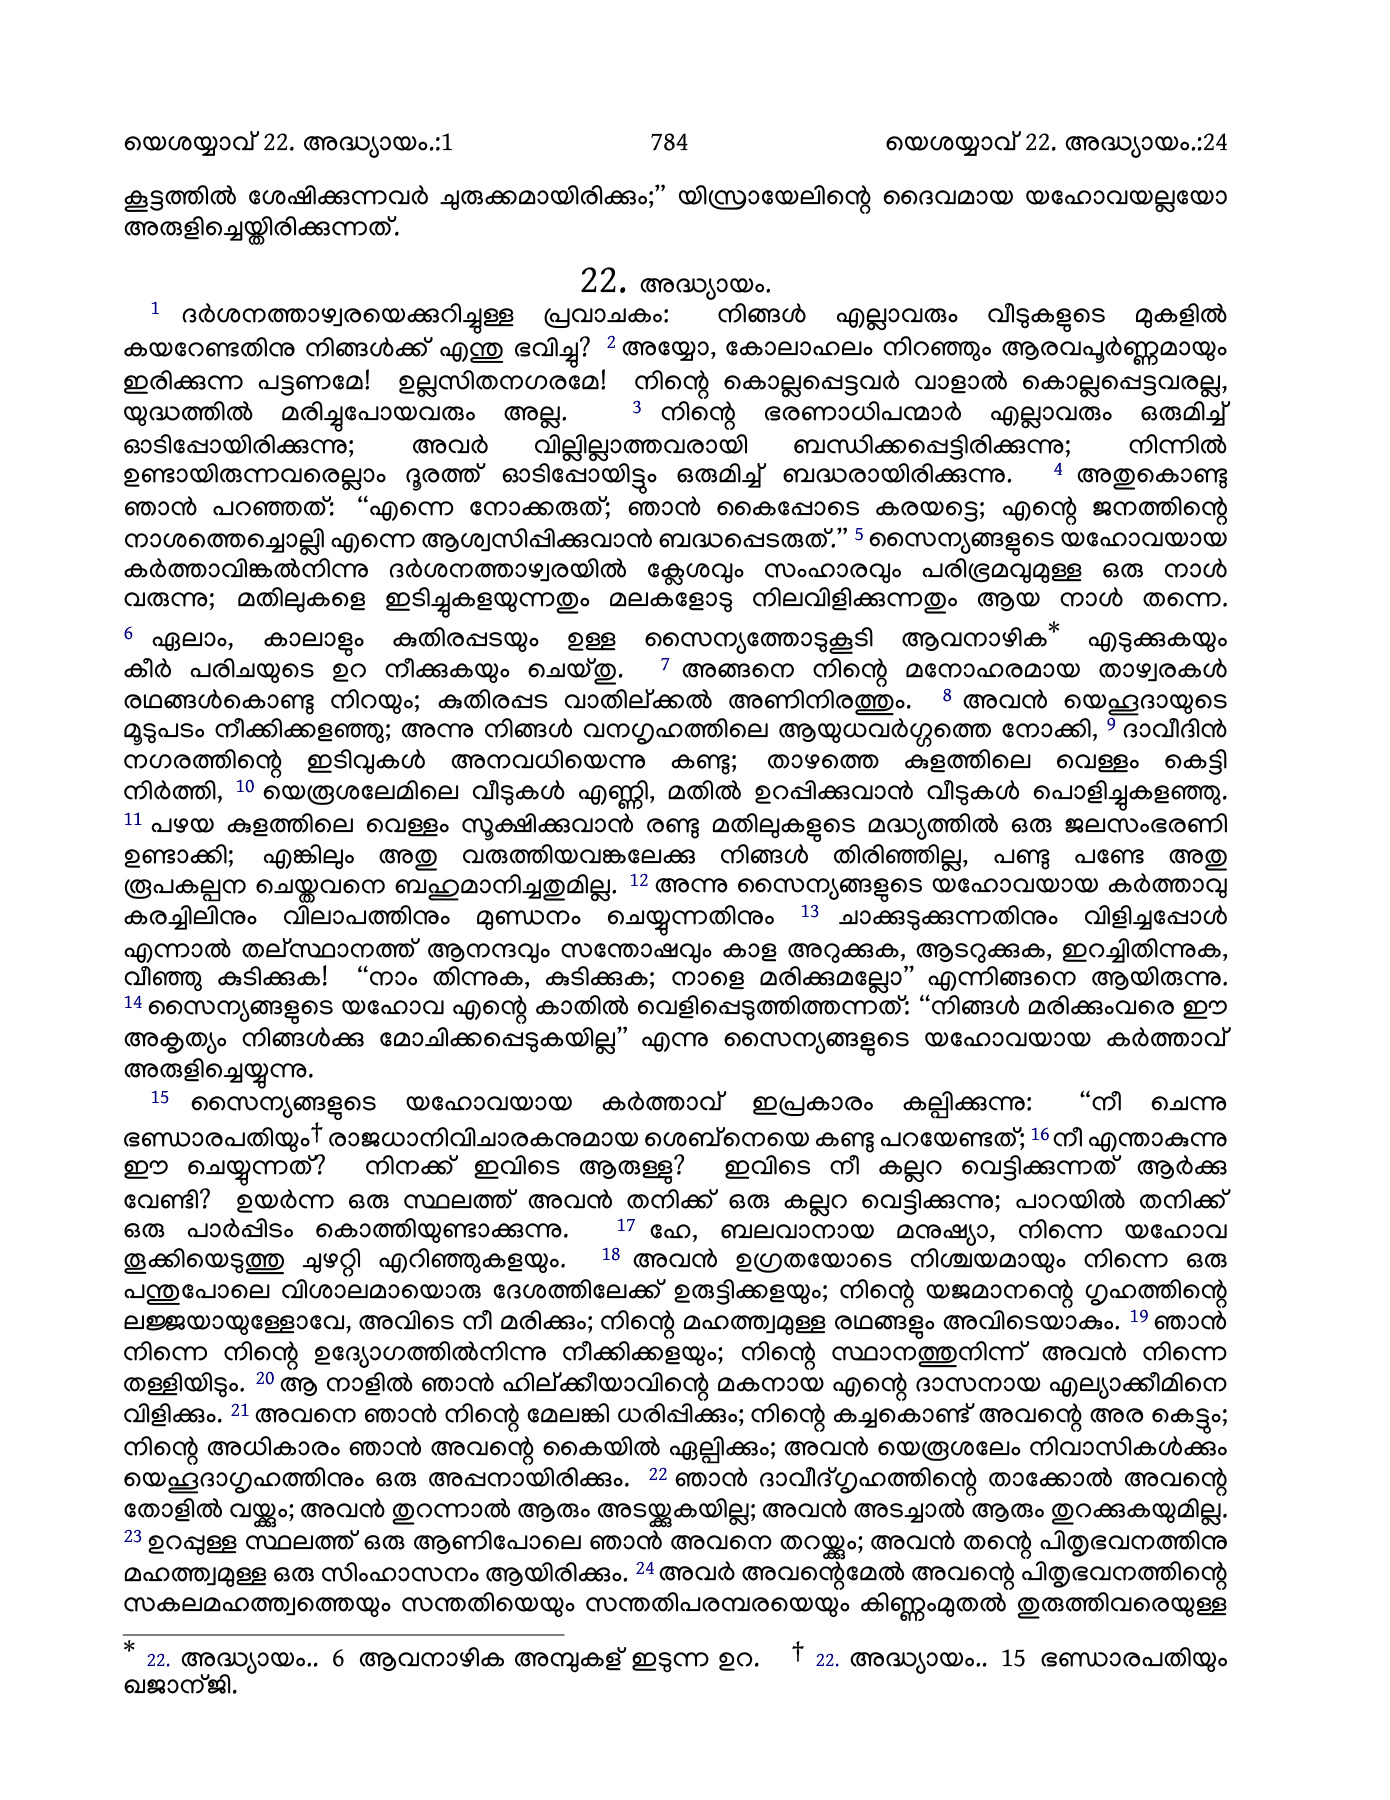 യെശയ്യാവ് 22. അദ്ധ്യായം.:1 784 യെശയ്യാവ് 22. അദ്ധ്യായം.:24
കൂട്ടത്തിൽ ശേഷിക്കുന്നവർ ചുരുക്കമായിരിക്കും;” യിസ്രായേലിന്റെ ദൈവമായ യഹോവയല്ലയോ
അരുളിച്ചെയ്തിരിക്കുന്നത്.
22. അദ്ധ്യായം.
1 ദർശനത്താഴ്വരയെക്കുറിച്ചുള്ള പ്രവാചകം: നിങ്ങൾ എല്ലാവരും വീടുകളുടെ മുകളിൽ
കയറേണ്ടതിനു നിങ്ങൾക്ക് എന്തു ഭവിച്ചു? 2 അയ്യോ, കോലാഹലം നിറഞ്ഞും ആരവപൂർണ്ണമായും
ഇരിക്കുന്ന പട്ടണമേ! ഉല്ലസിതനഗരമേ! നിന്റെ കൊല്ലപ്പെട്ടവർ വാളാൽ കൊല്ലപ്പെട്ടവരല്ല,
യുദ്ധത്തിൽ മരിച്ചുപോയവരും അല്ല. 3 നിന്റെ ഭരണാധിപന്മാർ എല്ലാവരും ഒരുമിച്ച്
ഓടിപ്പോയിരിക്കുന്നു; അവർ വില്ലില്ലാത്തവരായി ബന്ധിക്കപ്പെട്ടിരിക്കുന്നു; നിന്നിൽ
ഉണ്ടായിരുന്നവരെല്ലാം ദൂരത്ത് ഓടിപ്പോയിട്ടും ഒരുമിച്ച് ബദ്ധരായിരിക്കുന്നു. 4 അതുകൊണ്ടു
ഞാൻ പറഞ്ഞത്: “എന്നെ നോക്കരുത്; ഞാൻ കൈപ്പോടെ കരയട്ടെ; എന്റെ ജനത്തിന്റെ
നാശത്തെച്ചൊല്ലി എന്നെ ആശ്വസിപ്പിക്കുവാൻ ബദ്ധപ്പെടരുത്.” 5 സൈന്യങ്ങളുടെ യഹോവയായ
കർത്താവിങ്കൽനിന്നു ദർശനത്താഴ്വരയിൽ ക്ലേശവും സംഹാരവും പരിഭ്രമവുമുള്ള ഒരു നാൾ
വരുന്നു; മതിലുകളെ ഇടിച്ചുകളയുന്നതും മലകളോടു നിലവിളിക്കുന്നതും ആയ നാൾ തന്നെ.
6 ഏലാം, കാലാളും കുതിരപ്പടയും ഉള്ള സൈന്യത്തോടുകൂടി ആവനാഴിക* എടുക്കുകയും
കീർ പരിചയുടെ ഉറ നീക്കുകയും ചെയ്തു. 7 അങ്ങനെ നിന്റെ മനോഹരമായ താഴ്വരകൾ
രഥങ്ങൾകൊണ്ടു നിറയും; കുതിരപ്പട വാതില്ക്കൽ അണിനിരത്തും. 8 അവൻ യെഹൂദായുടെ
മൂടുപടം നീക്കിക്കളഞ്ഞു; അന്നു നിങ്ങൾ വനഗൃഹത്തിലെ ആയുധവർഗ്ഗത്തെ നോക്കി, 9 ദാവീദിൻ
നഗരത്തിന്റെ ഇടിവുകൾ അനവധിയെന്നു കണ്ടു; താഴത്തെ കുളത്തിലെ വെള്ളം കെട്ടി
നിർത്തി, 10 യെരൂശലേമിലെ വീടുകൾ എണ്ണി, മതിൽ ഉറപ്പിക്കുവാൻ വീടുകൾ പൊളിച്ചുകളഞ്ഞു.
11 പഴയ കുളത്തിലെ വെള്ളം സൂക്ഷിക്കുവാൻ രണ്ടു മതിലുകളുടെ മദ്ധ്യത്തിൽ ഒരു ജലസംഭരണി
ഉണ്ടാക്കി; എങ്കിലും അതു വരുത്തിയവങ്കലേക്കു നിങ്ങൾ തിരിഞ്ഞില്ല, പണ്ടു പണ്ടേ അതു
രൂപകല്പന ചെയ്തവനെ ബഹുമാനിച്ചതുമില്ല. 12 അന്നു സൈന്യങ്ങളുടെ യഹോവയായ കർത്താവു
കരച്ചിലിനും വിലാപത്തിനും മുണ്ഡനം ചെയ്യുന്നതിനും 13 ചാക്കുടുക്കുന്നതിനും വിളിച്ചപ്പോൾ
എന്നാൽ തല്സ്ഥാനത്ത് ആനന്ദവും സന്തോഷവും കാള അറുക്കുക, ആടറുക്കുക, ഇറച്ചിതിന്നുക,
വീഞ്ഞു കുടിക്കുക! “നാം തിന്നുക, കുടിക്കുക; നാളെ മരിക്കുമല്ലോ” എന്നിങ്ങനെ ആയിരുന്നു.
14 സൈന്യങ്ങളുടെ യഹോവ എന്റെ കാതിൽ വെളിപ്പെടുത്തിത്തന്നത്: “നിങ്ങൾ മരിക്കുംവരെ ഈ
അകൃത്യം നിങ്ങൾക്കു മോചിക്കപ്പെടുകയില്ല” എന്നു സൈന്യങ്ങളുടെ യഹോവയായ കർത്താവ്
അരുളിച്ചെയ്യുന്നു.
15 സൈന്യങ്ങളുടെ യഹോവയായ കർത്താവ് ഇപ്രകാരം കല്പിക്കുന്നു: “നീ ചെന്നു
ഭണ്ഡാരപതിയും† രാജധാനിവിചാരകനുമായ ശെബ്നെയെ കണ്ടു പറയേണ്ടത്; 16 നീ എന്താകുന്നു
ഈ ചെയ്യുന്നത്? നിനക്ക് ഇവിടെ ആരുള്ളു? ഇവിടെ നീ കല്ലറ വെട്ടിക്കുന്നത് ആർക്കു
വേണ്ടി? ഉയർന്ന ഒരു സ്ഥലത്ത് അവൻ തനിക്ക് ഒരു കല്ലറ വെട്ടിക്കുന്നു; പാറയിൽ തനിക്ക്
ഒരു പാർപ്പിടം കൊത്തിയുണ്ടാക്കുന്നു. 17 ഹേ, ബലവാനായ മനുഷ്യാ, നിന്നെ യഹോവ
തൂക്കിയെടുത്തു ചുഴറ്റി എറിഞ്ഞുകളയും. 18 അവൻ ഉഗ്രതയോടെ നിശ്ചയമായും നിന്നെ ഒരു
പന്തുപോലെ വിശാലമായൊരു ദേശത്തിലേക്ക് ഉരുട്ടിക്കളയും; നിന്റെ യജമാനന്റെ ഗൃഹത്തിന്റെ
ലജ്ജയായുള്ളോവേ, അവിടെ നീ മരിക്കും; നിന്റെ മഹത്ത്വമുള്ള രഥങ്ങളും അവിടെയാകും. 19 ഞാൻ
നിന്നെ നിന്റെ ഉദ്യോഗത്തിൽനിന്നു നീക്കിക്കളയും; നിന്റെ സ്ഥാനത്തുനിന്ന് അവൻ നിന്നെ
തള്ളിയിടും. 20 ആ നാളിൽ ഞാൻ ഹില്ക്കീയാവിന്റെ മകനായ എന്റെ ദാസനായ എല്യാക്കീമിനെ
വിളിക്കും. 21 അവനെ ഞാൻ നിന്റെ മേലങ്കി ധരിപ്പിക്കും; നിന്റെ കച്ചകൊണ്ട് അവന്റെ അര കെട്ടും;
നിന്റെ അധികാരം ഞാൻ അവന്റെ കൈയിൽ ഏല്പിക്കും; അവൻ യെരൂശലേം നിവാസികൾക്കും
യെഹൂദാഗൃഹത്തിനും ഒരു അപ്പനായിരിക്കും. 22 ഞാൻ ദാവീദ്ഗൃഹത്തിന്റെ താക്കോൽ അവന്റെ
തോളിൽ വയ്ക്കും; അവൻ തുറന്നാൽ ആരും അടയ്ക്കുകയില്ല; അവൻ അടച്ചാൽ ആരും തുറക്കുകയുമില്ല.
23 ഉറപ്പുള്ള സ്ഥലത്ത് ഒരു ആണിപോലെ ഞാൻ അവനെ തറയ്ക്കും; അവൻ തന്റെ പിതൃഭവനത്തിനു
മഹത്ത്വമുള്ള ഒരു സിംഹാസനം ആയിരിക്കും. 24 അവർ അവന്റെമേൽ അവന്റെ പിതൃഭവനത്തിന്റെ
സകലമഹത്ത്വത്തെയും സന്തതിയെയും സന്തതിപരമ്പരയെയും കിണ്ണംമുതൽ തുരുത്തിവരെയുള്ള
* 22. അദ്ധ്യായം.. 6 ആവനാഴിക അമ്പുകള് ഇടുന്ന ഉറ. † 22. അദ്ധ്യായം.. 15 ഭണ്ഡാരപതിയും
ഖജാന്ജി.